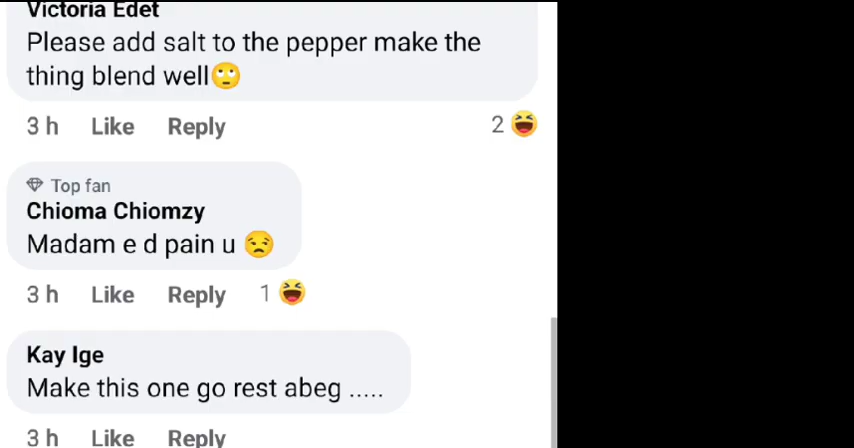 Victoria Edet
Please add salt to the pepper make the
thing blend well🙄
3 h Like Reply 2 😆
Top fan
Chioma Chiomzy
Madam e d pain u 😒
3 h Like Reply 1 😆
Kay Ige
Make this one go rest abeg .....
3 h Like Reply